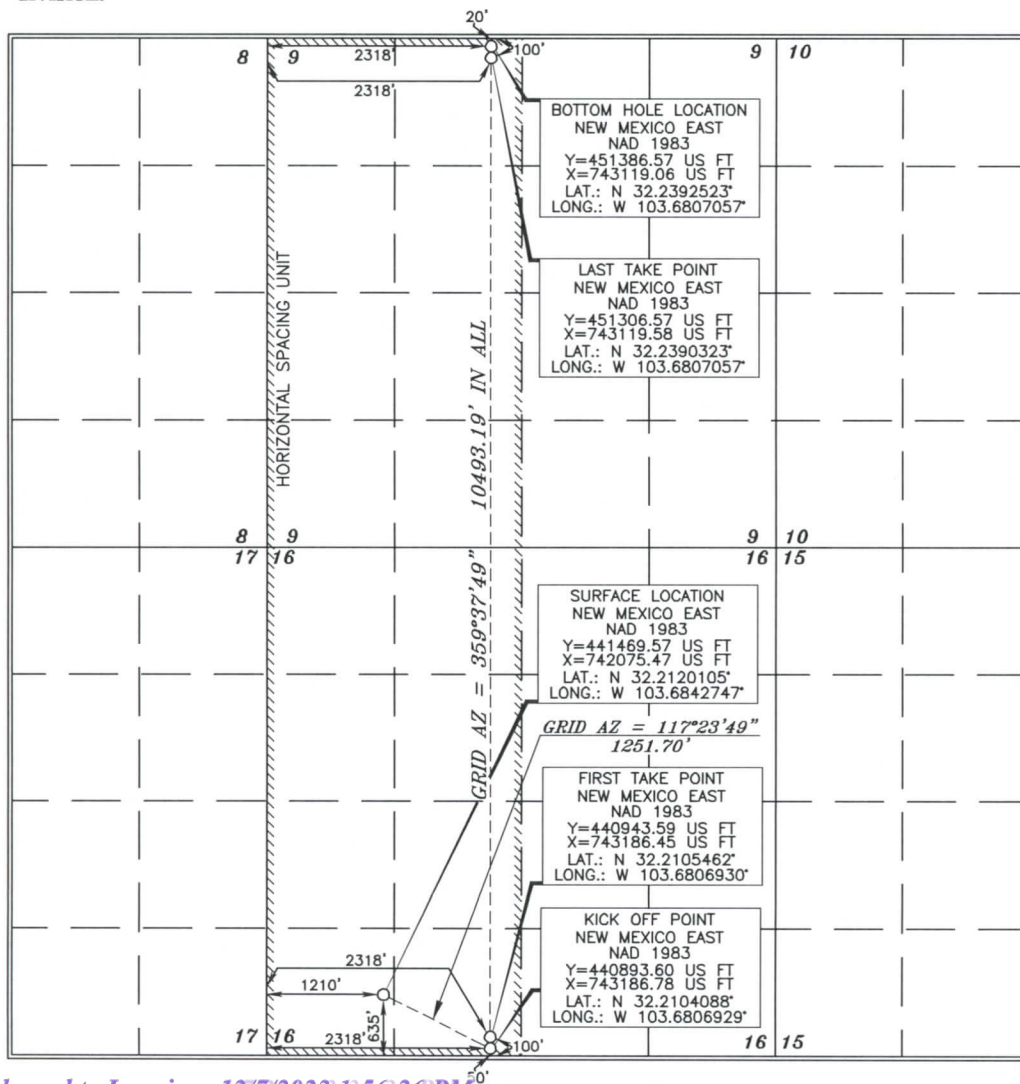 20'
8 9
2318'
100'
9 10
2318'
BOTTOM HOLE LOCATION
NEW MEXICO EAST
NAD 1983
Y=451386.57 US FT
X=743119.06 US FT
LAT.: N 32.2392523°
LONG.: W 103.6807057°
HORIZONTAL SPACING UNIT
LAST TAKE POINT
NEW MEXICO EAST
NAD 1983
Y=451306.57 US FT
X=743119.58 US FT
LAT.: N 32.2390323°
LONG.: W 103.6807057°
10493.19' IN ALL
8 9
17 16
9 10
16 15
GRID AZ = 359°37'49"
SURFACE LOCATION
NEW MEXICO EAST
NAD 1983
Y=441469.57 US FT
X=742075.47 US FT
LAT.: N 32.2120105°
LONG.: W 103.6842747°
GRID AZ = 117°23'49"
1251.70'
FIRST TAKE POINT
NEW MEXICO EAST
NAD 1983
Y=440943.59 US FT
X=743186.45 US FT
LAT.: N 32.2105462°
LONG.: W 103.6806930°
KICK OFF POINT
NEW MEXICO EAST
NAD 1983
Y=440893.60 US FT
X=743186.78 US FT
LAT.: N 32.2104088°
LONG.: W 103.6806929°
2318'
1210'
635'
17 16
2318'
100'
16 15
50'